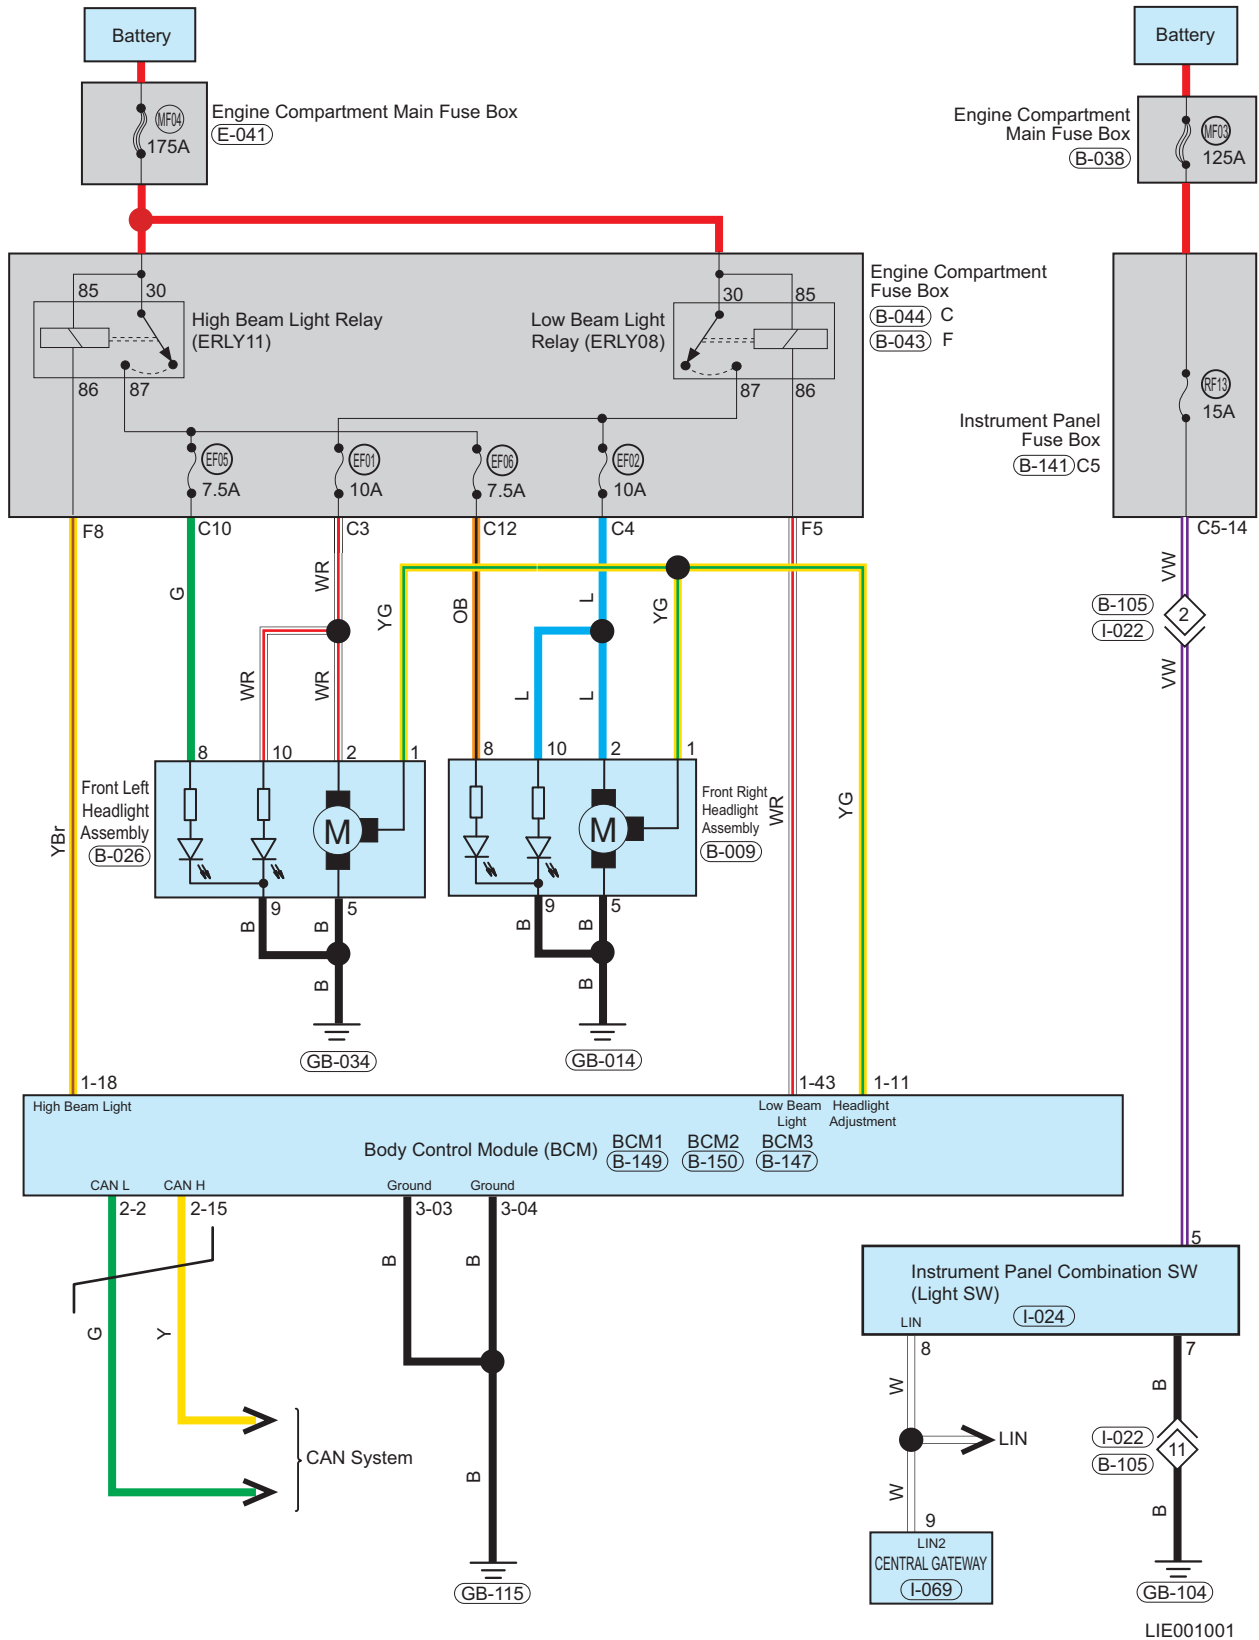 Battery
Battery
MF04
175A
Engine Compartment Main Fuse Box
E-041
Engine Compartment
Main Fuse Box
B-038
MF03
125A
85
30
High Beam Light Relay
(ERLY11)
86
87
Low Beam Light
Relay (ERLY08)
30
85
87
86
Engine Compartment
Fuse Box
B-044 C
B-043 F
RF13
15A
Instrument Panel
Fuse Box
B-141 C5
EF05
7.5A
EF01
10A
EF06
7.5A
EF02
10A
F8
C10
C3
C12
C4
F5
C5-14
G
WR
YG
OB
L
YG
VW
B-105
I-022
2
VW
WR
WR
L
L
8
10
2
1
8
10
2
1
Front Left
Headlight
Assembly
B-026
M
M
Front Right
Headlight
Assembly
B-009
YBr
WR
YG
9
5
9
5
B
B
B
B
B
B
GB-034
GB-014
1-18
1-43
1-11
High Beam Light
Low Beam
Light
Headlight
Adjustment
Body Control Module (BCM)
BCM1
B-149
BCM2
B-150
BCM3
B-147
CAN L
CAN H
Ground
Ground
2-2
2-15
3-03
3-04
B
B
G
Y
CAN System
B
GB-115
5
Instrument Panel Combination SW
(Light SW)
I-024
LIN
8
7
W
B
LIN
I-022
B-105
11
W
B
9
LIN2
CENTRAL GATEWAY
I-069
GB-104
LIE001001